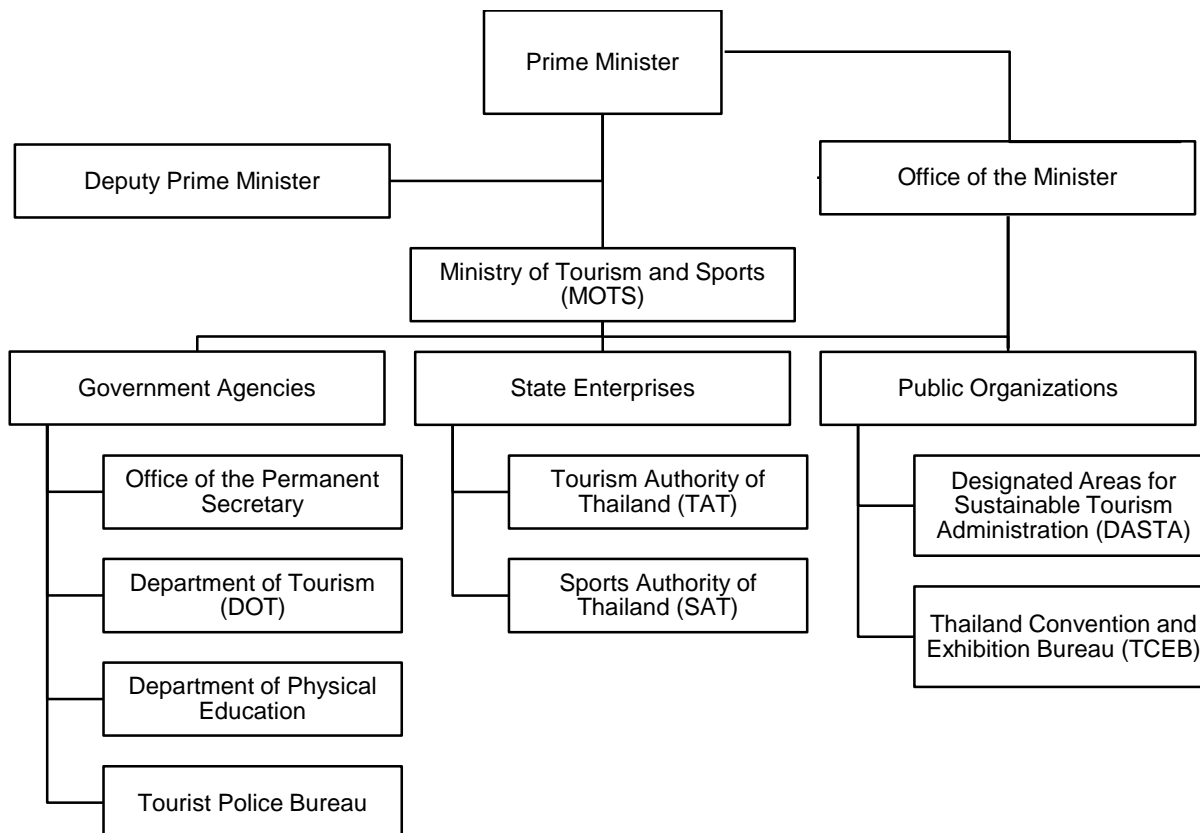 Prime Minister
Deputy Prime Minister
Office of the Minister
Ministry of Tourism and Sports
(MOTS)
Government Agencies
State Enterprises
Public Organizations
Office of the Permanent
Secretary
Department of Tourism
(DOT)
Department of Physical
Education
Tourist Police Bureau
Tourism Authority of
Thailand (TAT)
Sports Authority of
Thailand (SAT)
Designated Areas for
Sustainable Tourism
Administration (DASTA)
Thailand Convention and
Exhibition Bureau (TCEB)